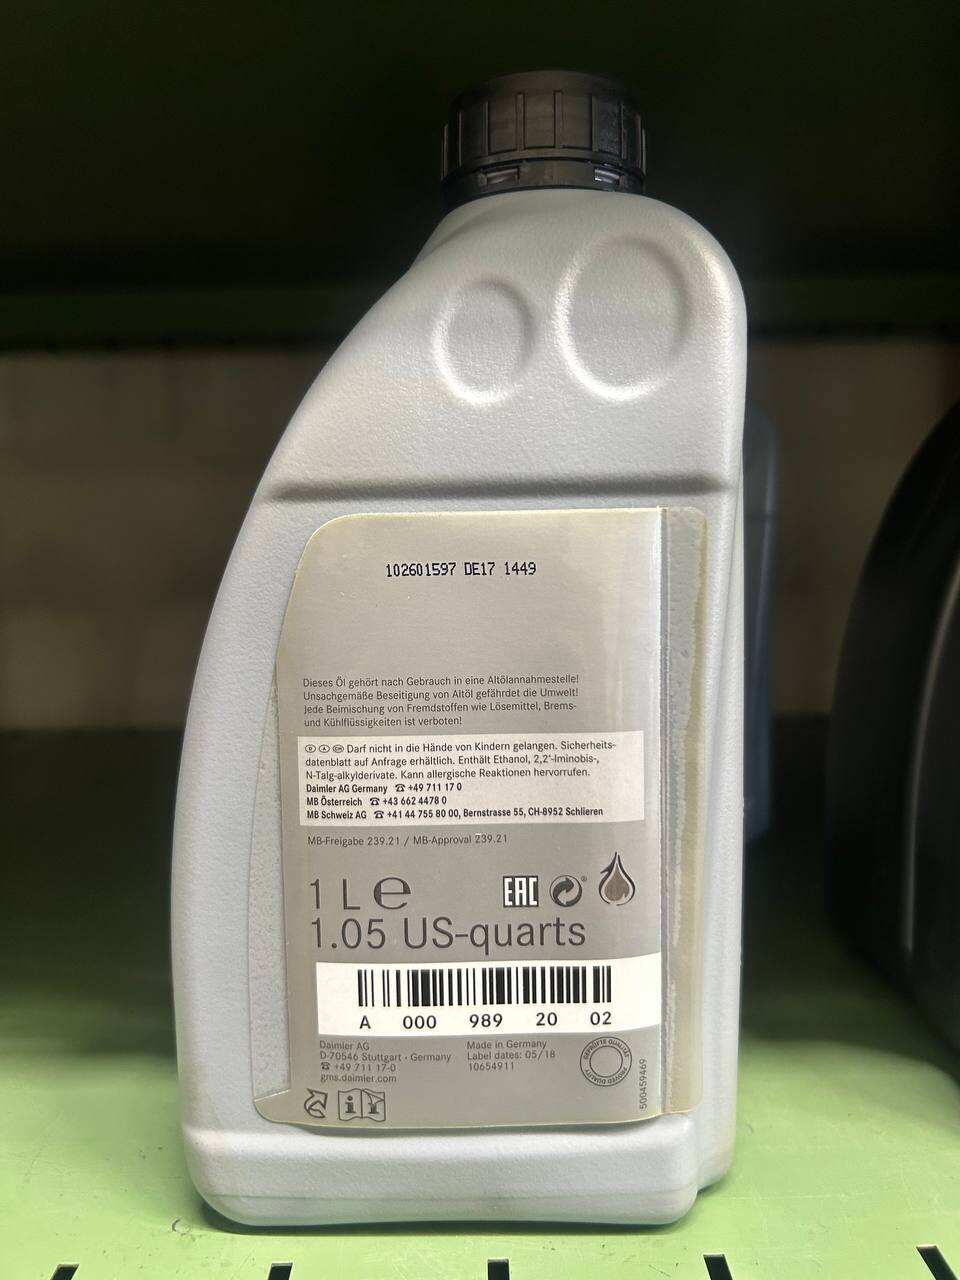 102601597 DE17 1449
Dieses Öl gehört nach Gebrauch in eine Altölannahmestelle!
Unsachgemäße Beseitigung von Altöl gefährdet die Umwelt!
Jede Beimischung von Fremdstoffen wie Lösemittel, Brems-
und Kühlflüssigkeiten ist verboten!
Darf nicht in die Hände von Kindern gelangen. Sicherheits-
datenblatt auf Anfrage erhältlich. Enthält Ethanol, 2,2'-Iminobis-,
N-Talg-alkylderivate. Kann allergische Reaktionen hervorrufen.
Daimler AG Germany ☎ +49 711 17 0
MB Österreich ☎ +43 662 4478 0
MB Schweiz AG ☎ +41 44 755 80 00, Bernstrasse 55, CH-8952 Schlieren
MB-Freigabe 239.21 / MB-Approval 239.21
1 L e
EAC
1.05 US-quarts
A 000 989 20 02
Daimler AG
D-70546 Stuttgart · Germany
☎ +49 711 17-0
gms.daimler.com
Made in Germany
Label dates: 05/18
10654911
GEPRÜFTE QUALITÄT
PROVED QUALITY
500459469